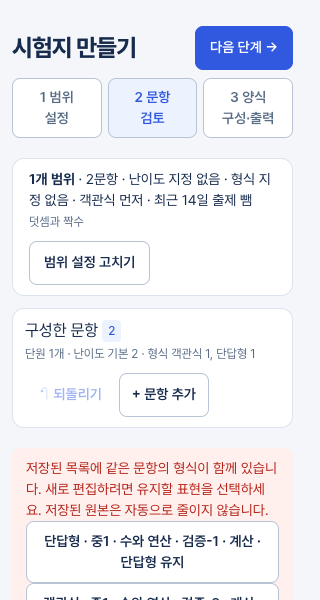 시험지 만들기
다음 단계 →
1 범위
설정
2 문항
검토
3 양식
구성·출력
1개 범위 · 2문항 · 난이도 지정 없음 · 형식 지
정 없음 · 객관식 먼저 · 최근 14일 출제 뺌
덧셈과 짝수
범위 설정 고치기
구성한 문항 2
단원 1개 · 난이도 기본 2 · 형식 객관식 1, 단답형 1
되돌리기
+ 문항 추가
저장된 목록에 같은 문항의 형식이 함께 있습니
다. 새로 편집하려면 유지할 표현을 선택하세
요. 저장된 원본은 자동으로 줄이지 않습니다.
단답형 · 중1 · 수와 연산 · 검증-1 · 계산 ·
단답형 유지